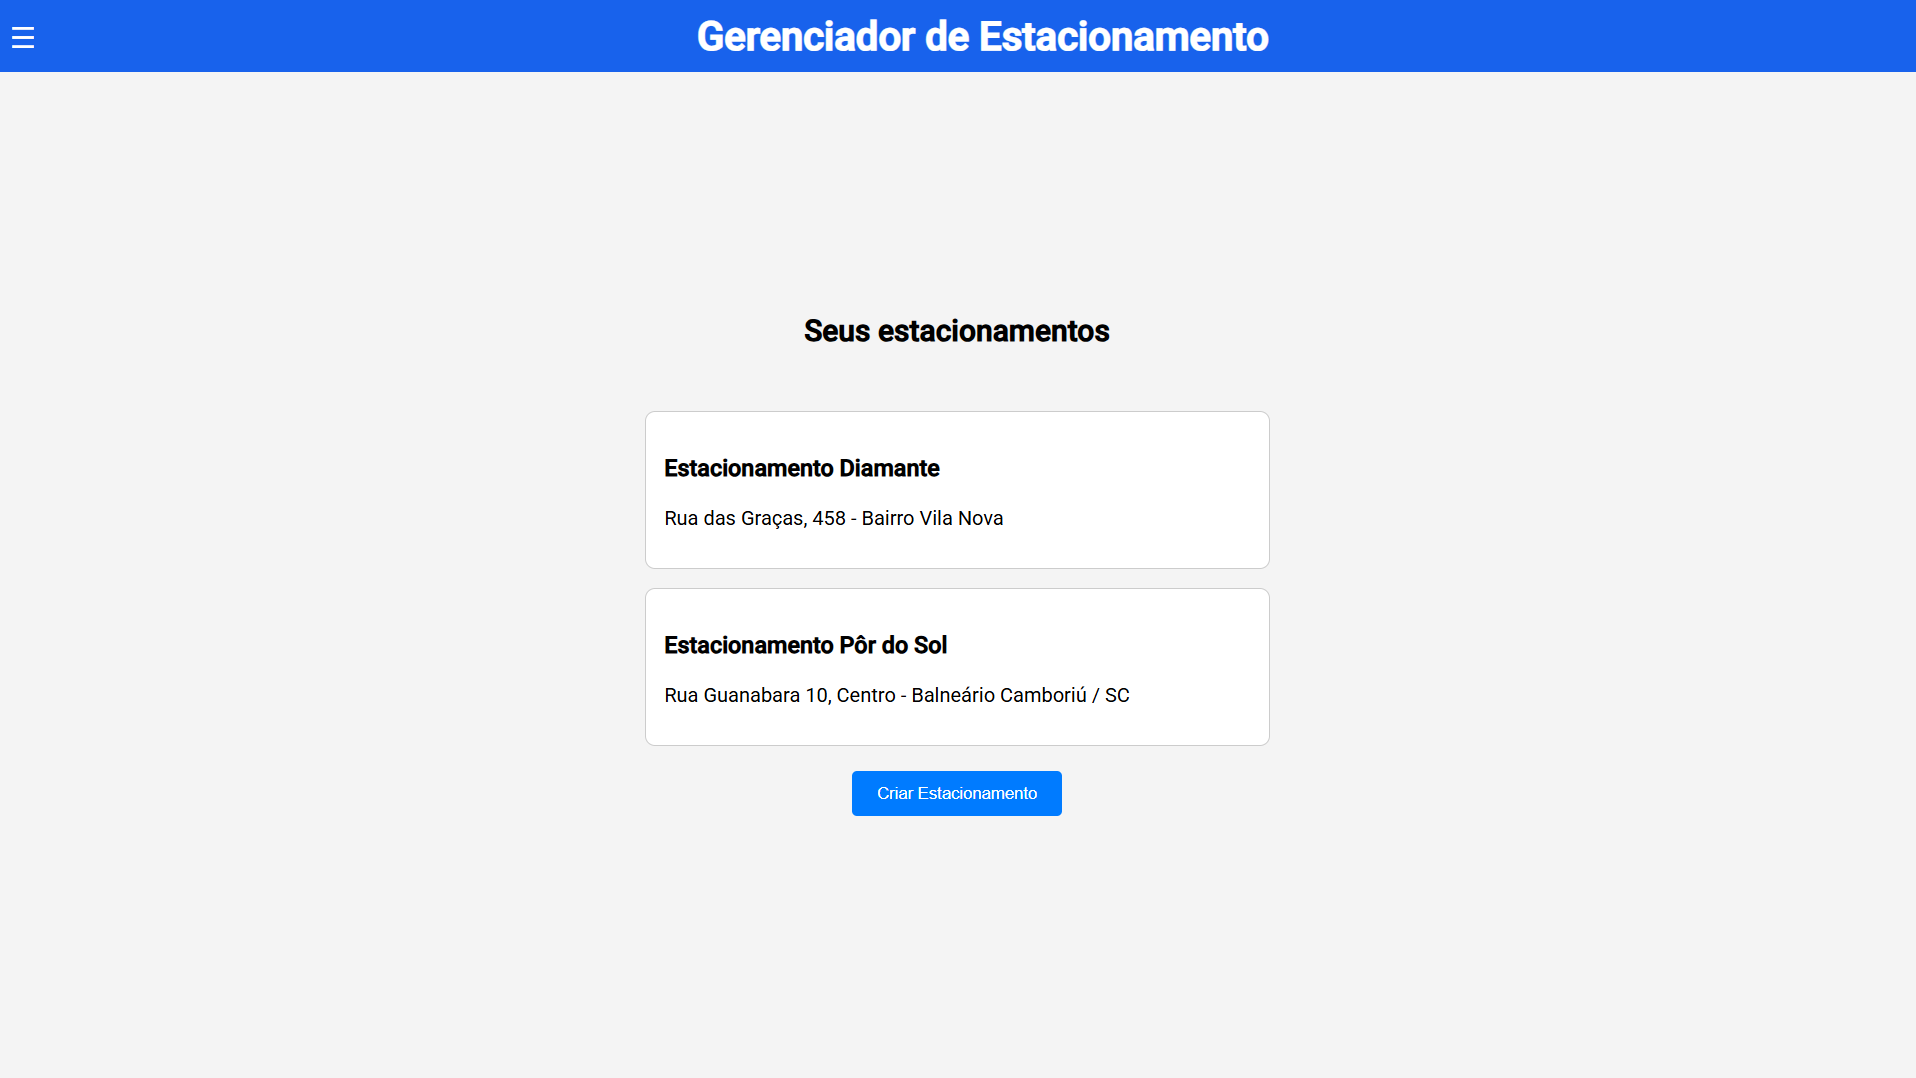 Gerenciador de Estacionamento
Seus estacionamentos
Estacionamento Diamante
Rua das Graças, 458 - Bairro Vila Nova
Estacionamento Pôr do Sol
Rua Guanabara 10, Centro - Balneário Camboriú / SC
Criar Estacionamento